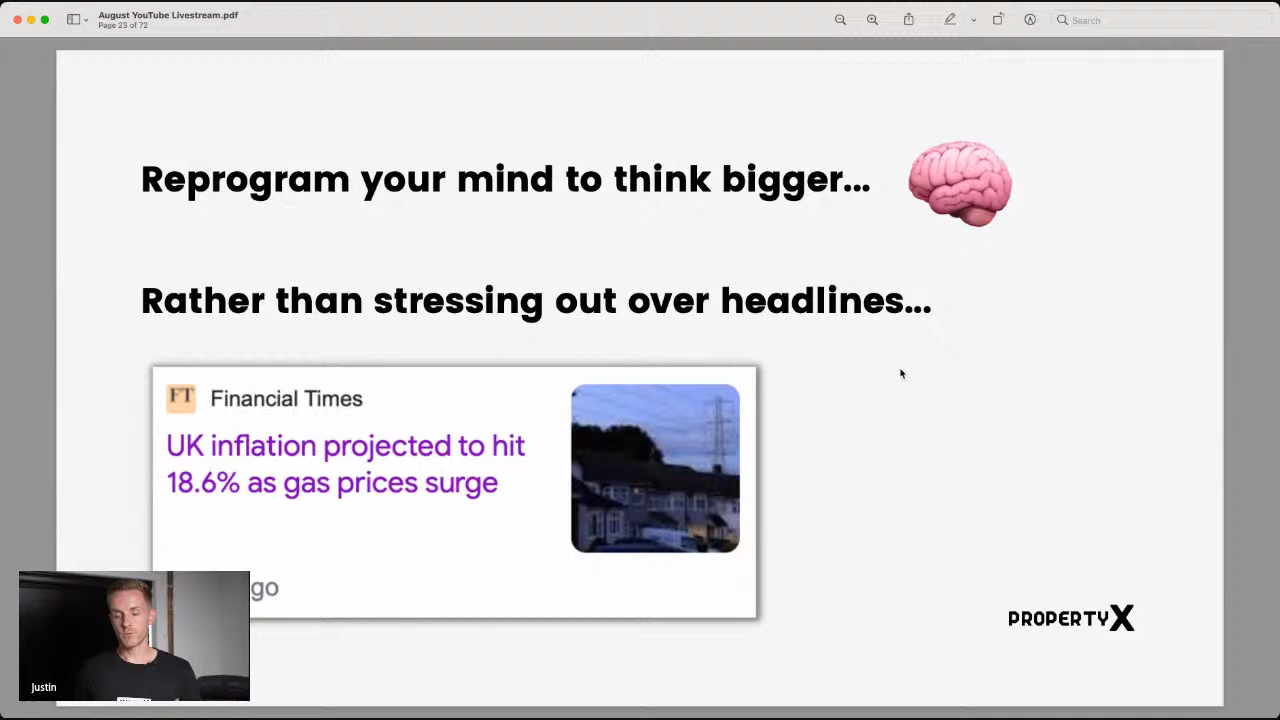 August YouTube Livestream.pdf
Page 23 of 72
Search
Reprogram your mind to think bigger...
Rather than stressing out over headlines...
FT
Financial Times
UK inflation projected to hit
18.6% as gas prices surge
go
PROPERTYX
Justin